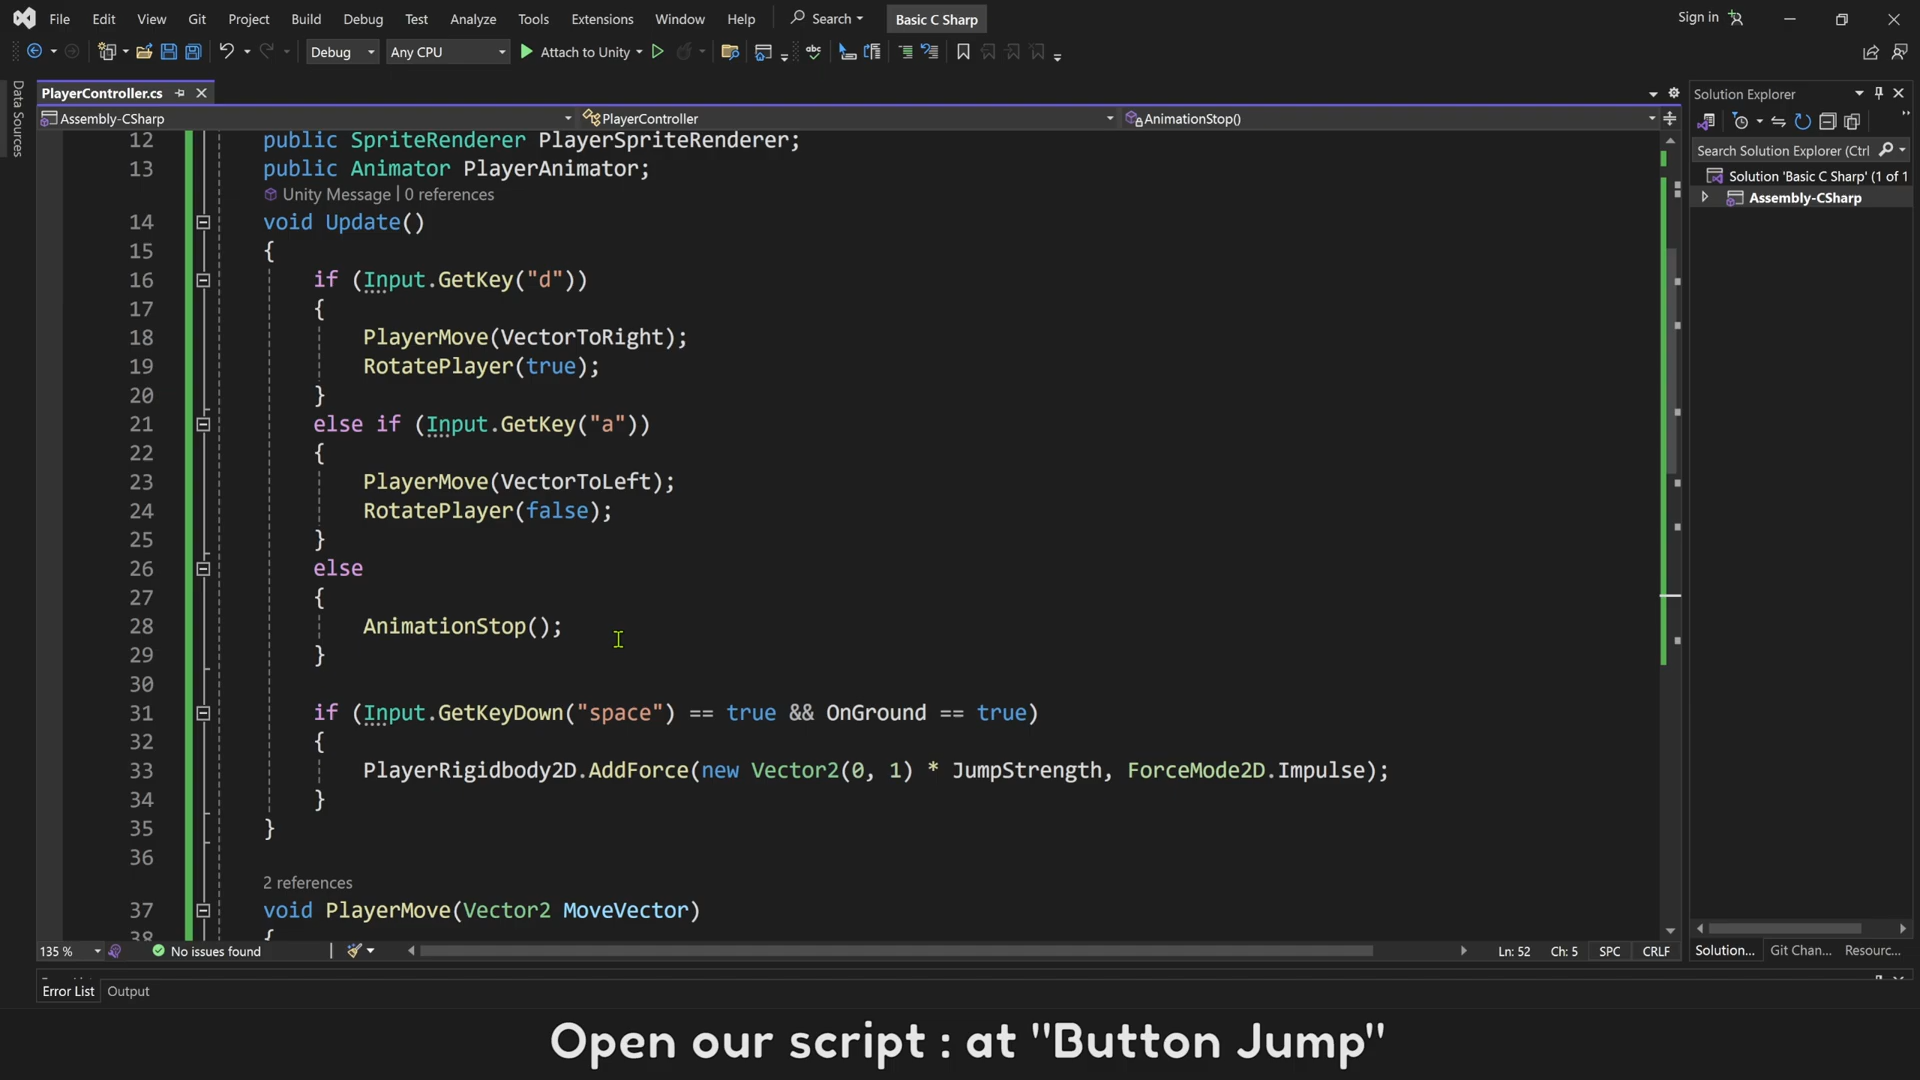 File Edit View Git Project Build Debug Test Analyze Tools Extensions Window Help Search Basic C Sharp Sign in
Debug Any CPU Attach to Unity
Data Sources
PlayerController.cs
Solution Explorer
Assembly-CSharp PlayerController AnimationStop()
Search Solution Explorer (Ctrl
Solution 'Basic C Sharp' (1 of 1
Assembly-CSharp
12 public SpriteRenderer PlayerSpriteRenderer;
13 public Animator PlayerAnimator;
Unity Message | 0 references
14 void Update()
15 {
16 if (Input.GetKey("d"))
17 {
18 PlayerMove(VectorToRight);
19 RotatePlayer(true);
20 }
21 else if (Input.GetKey("a"))
22 {
23 PlayerMove(VectorToLeft);
24 RotatePlayer(false);
25 }
26 else
27 {
28 AnimationStop();
29 }
30
31 if (Input.GetKeyDown("space") == true && OnGround == true)
32 {
33 PlayerRigidbody2D.AddForce(new Vector2(0, 1) * JumpStrength, ForceMode2D.Impulse);
34 }
35 }
36
2 references
37 void PlayerMove(Vector2 MoveVector)
38 {
135 % No issues found Ln: 52 Ch: 5 SPC CRLF
Solution... Git Chan... Resourc...
Error List Output
Open our script : at "Button Jump"